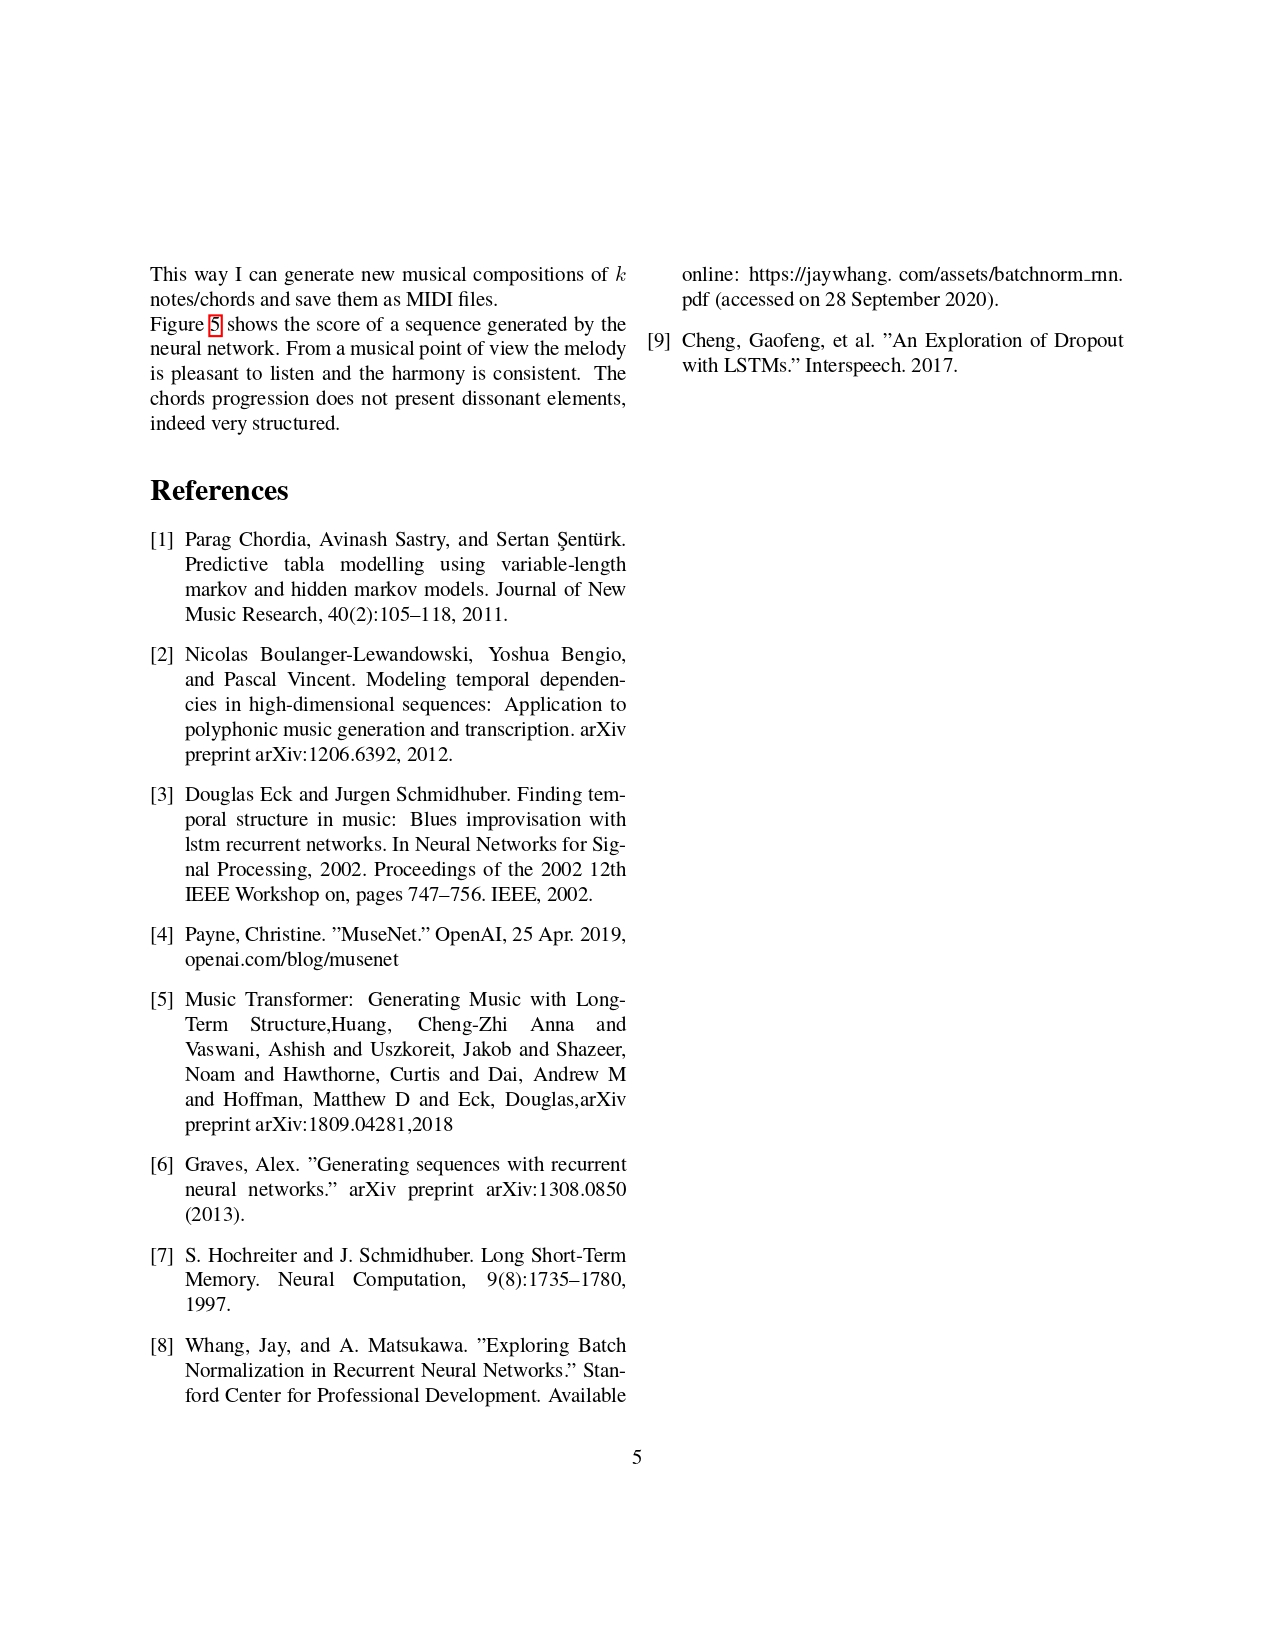 This way I can generate new musical compositions of k
notes/chords and save them as MIDI files.
Figure 5 shows the score of a sequence generated by the
neural network. From a musical point of view the melody
is pleasant to listen and the harmony is consistent. The
chords progression does not present dissonant elements,
indeed very structured.
References
[1] Parag Chordia, Avinash Sastry, and Sertan Şentürk.
Predictive tabla modelling using variable-length
markov and hidden markov models. Journal of New
Music Research, 40(2):105–118, 2011.
[2] Nicolas Boulanger-Lewandowski, Yoshua Bengio,
and Pascal Vincent. Modeling temporal dependen-
cies in high-dimensional sequences: Application to
polyphonic music generation and transcription. arXiv
preprint arXiv:1206.6392, 2012.
[3] Douglas Eck and Jurgen Schmidhuber. Finding tem-
poral structure in music: Blues improvisation with
lstm recurrent networks. In Neural Networks for Sig-
nal Processing, 2002. Proceedings of the 2002 12th
IEEE Workshop on, pages 747–756. IEEE, 2002.
[4] Payne, Christine. ”MuseNet.” OpenAI, 25 Apr. 2019,
openai.com/blog/musenet
[5] Music Transformer: Generating Music with Long-
Term Structure,Huang, Cheng-Zhi Anna and
Vaswani, Ashish and Uszkoreit, Jakob and Shazeer,
Noam and Hawthorne, Curtis and Dai, Andrew M
and Hoffman, Matthew D and Eck, Douglas,arXiv
preprint arXiv:1809.04281,2018
[6] Graves, Alex. ”Generating sequences with recurrent
neural networks.” arXiv preprint arXiv:1308.0850
(2013).
[7] S. Hochreiter and J. Schmidhuber. Long Short-Term
Memory. Neural Computation, 9(8):1735–1780,
1997.
[8] Whang, Jay, and A. Matsukawa. ”Exploring Batch
Normalization in Recurrent Neural Networks.” Stan-
ford Center for Professional Development. Available
online: https://jaywhang. com/assets/batchnorm_rnn.
pdf (accessed on 28 September 2020).
[9] Cheng, Gaofeng, et al. ”An Exploration of Dropout
with LSTMs.” Interspeech. 2017.
5